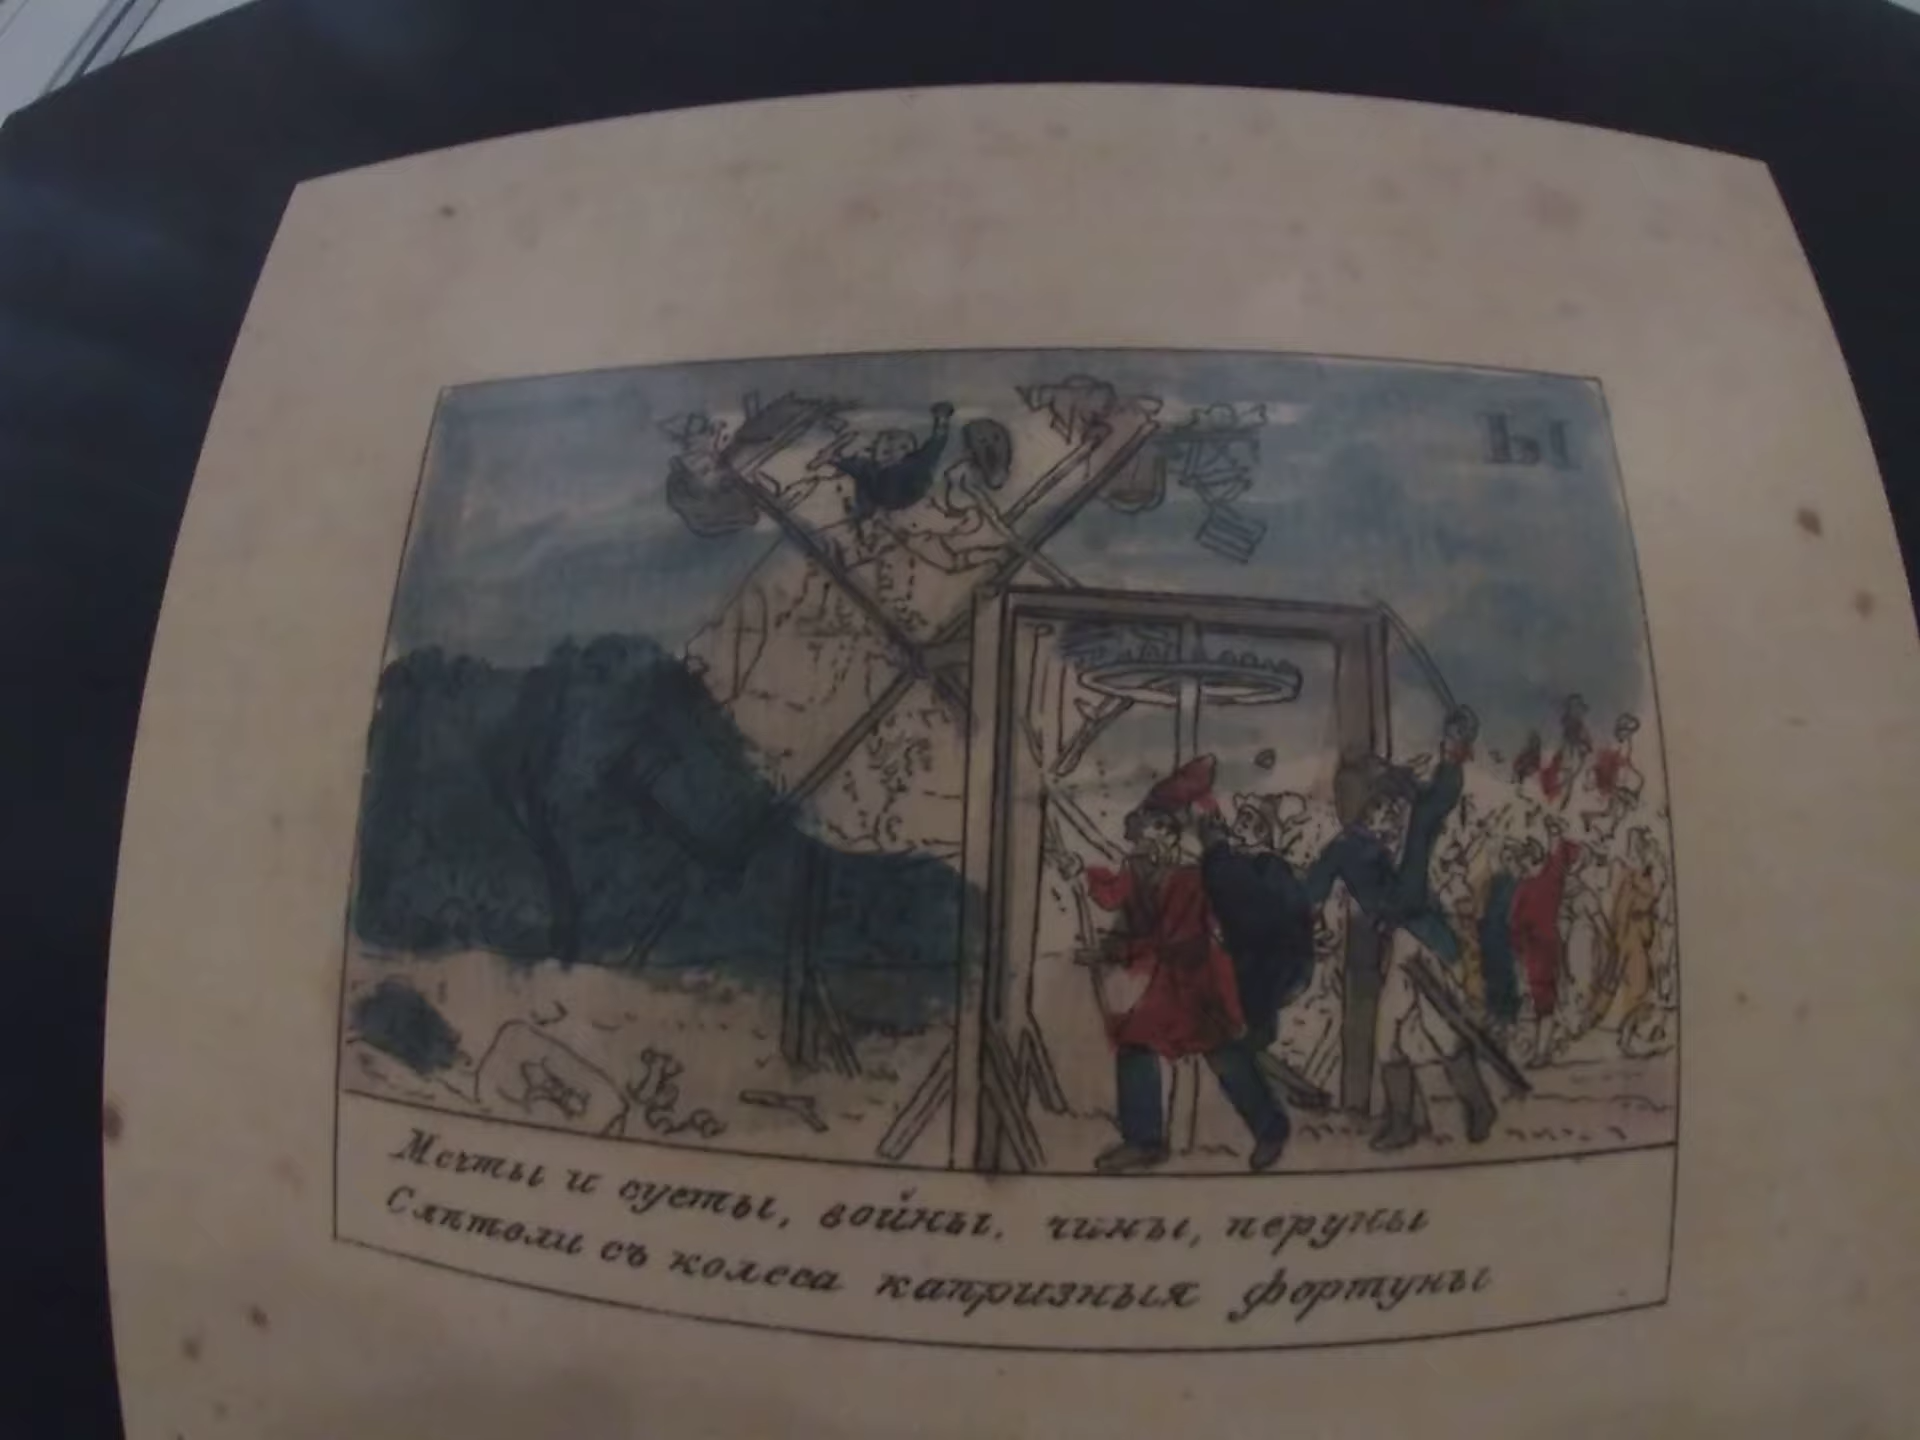 Ы
Мечты и суеты, войны, чины, перуны
Слѣтѣли съ колеса капризныя фортуны